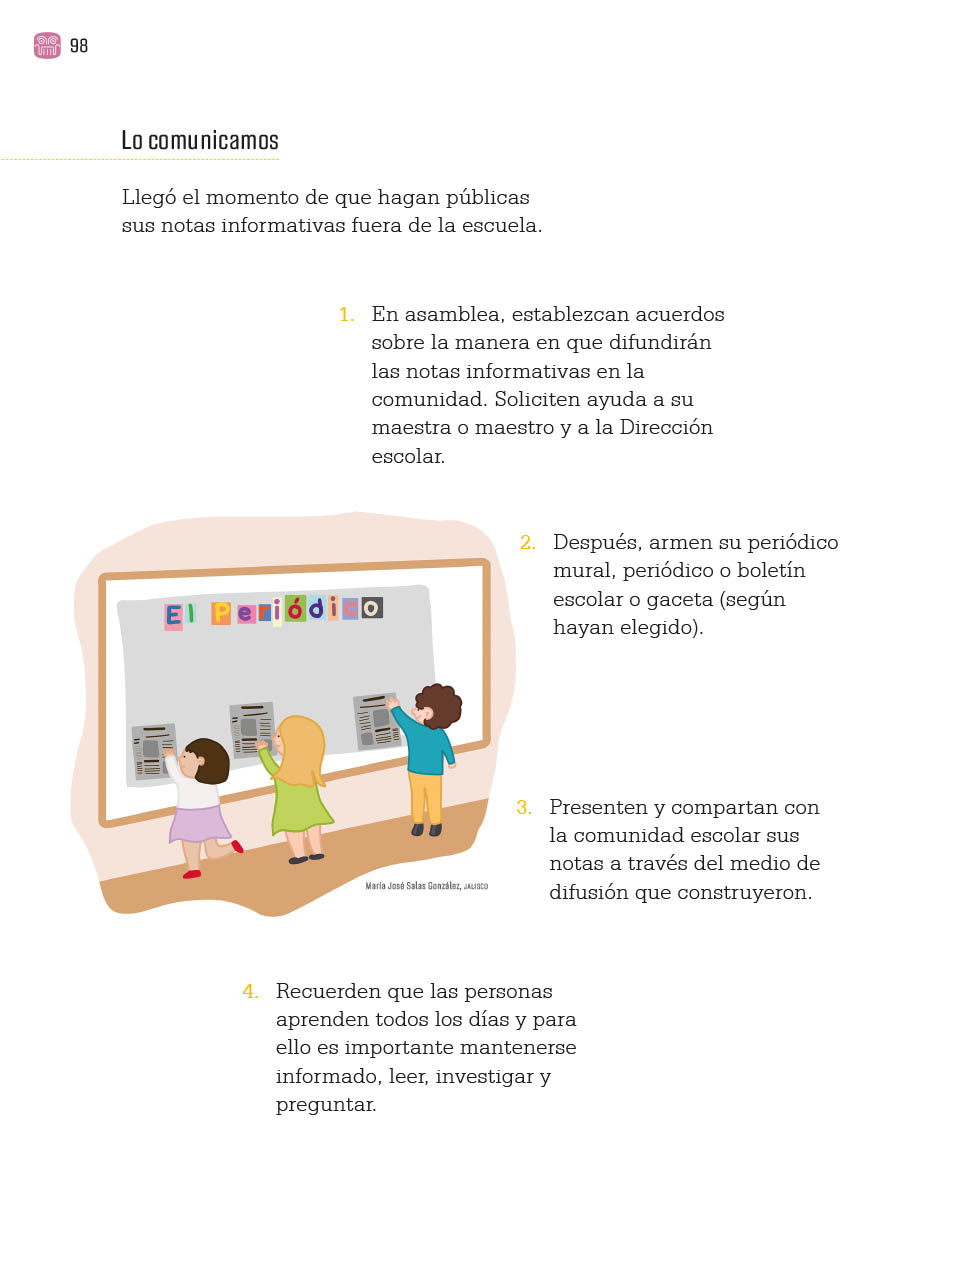 98
Lo comunicamos
Llegó el momento de que hagan públicas
sus notas informativas fuera de la escuela.
1. En asamblea, establezcan acuerdos
sobre la manera en que difundirán
las notas informativas en la
comunidad. Soliciten ayuda a su
maestra o maestro y a la Dirección
escolar.
El Periódico
2. Después, armen su periódico
mural, periódico o boletín
escolar o gaceta (según
hayan elegido).
3. Presenten y compartan con
la comunidad escolar sus
notas a través del medio de
difusión que construyeron.
María José Salas González, JALISCO
4. Recuerden que las personas
aprenden todos los días y para
ello es importante mantenerse
informado, leer, investigar y
preguntar.